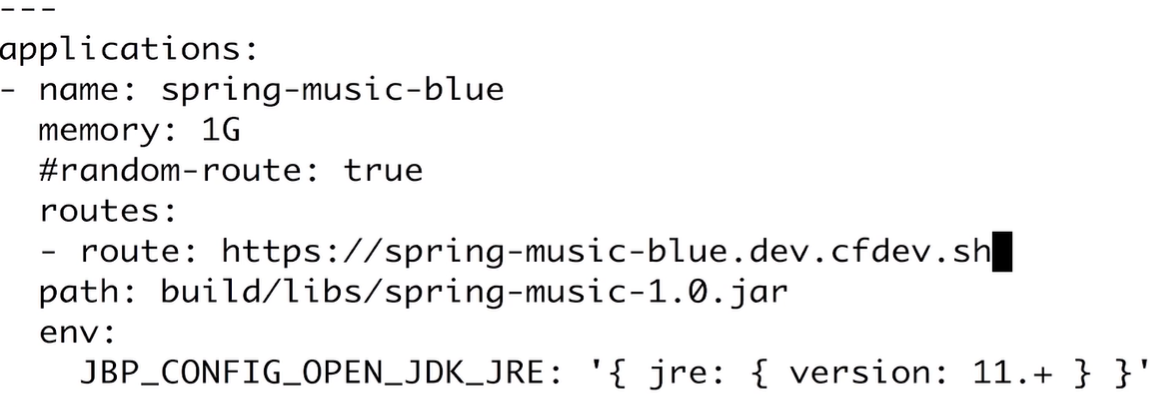 ---
applications:
- name: spring-music-blue
  memory: 1G
  #random-route: true
  routes:
  - route: https://spring-music-blue.dev.cfdev.sh
  path: build/libs/spring-music-1.0.jar
  env:
    JBP_CONFIG_OPEN_JDK_JRE: '{ jre: { version: 11.+ } }'